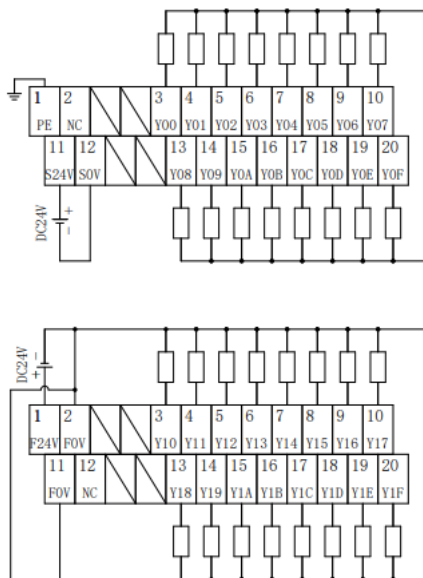 1 2 3 4 5 6 7 8 9 10
PE NC Y00 Y01 Y02 Y03 Y04 Y05 Y06 Y07
11 12 13 14 15 16 17 18 19 20
S24V S0V Y08 Y09 Y0A Y0B Y0C Y0D Y0E Y0F
DC24V
+
-
DC24V
-
+
1 2 3 4 5 6 7 8 9 10
F24V F0V Y10 Y11 Y12 Y13 Y14 Y15 Y16 Y17
11 12 13 14 15 16 17 18 19 20
F0V NC Y18 Y19 Y1A Y1B Y1C Y1D Y1E Y1F